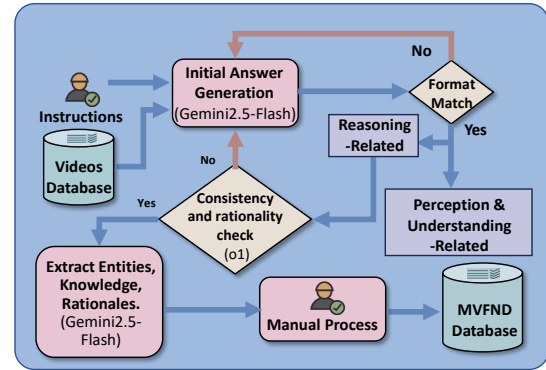 No
Initial Answer
Generation
(Gemini2.5-Flash)
Format
Match
Instructions
Videos
Database
Reasoning
-Related
Yes
No
Perception &
Understanding
-Related
Yes
Consistency
and rationality
check
(o1)
Extract Entities,
Knowledge,
Rationales.
(Gemini2.5-
Flash)
Manual Process
MVFND
Database